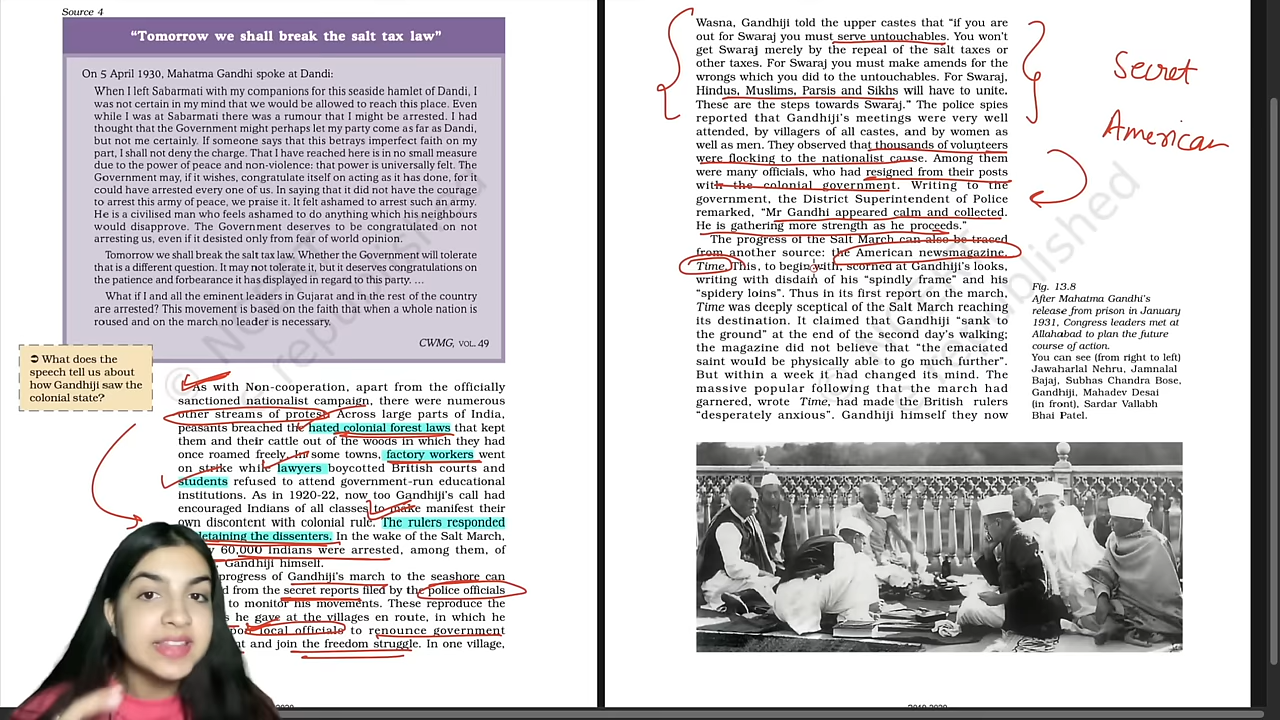 Source 4
“Tomorrow we shall break the salt tax law”
On 5 April 1930, Mahatma Gandhi spoke at Dandi:
When I left Sabarmati with my companions for this seaside hamlet of Dandi, I
was not certain in my mind that we would be allowed to reach this place. Even
while I was at Sabarmati there was a rumour that I might be arrested. I had
thought that the Government might perhaps let my party come as far as Dandi,
but not me certainly. If someone says that this betrays imperfect faith on my
part, I shall not deny the charge. That I have reached here is in no small measure
due to the power of peace and non-violence: that power is universally felt. The
Government may, if it wishes, congratulate itself on acting as it has done, for it
could have arrested every one of us. In saying that it did not have the courage
to arrest this army of peace, we praise it. It felt ashamed to arrest such an army.
He is a civilised man who feels ashamed to do anything which his neighbours
would disapprove. The Government deserves to be congratulated on not
arresting us, even if it desisted only from fear of world opinion.
Tomorrow we shall break the salt tax law. Whether the Government will tolerate
that is a different question. It may not tolerate it, but it deserves congratulations on
the patience and forbearance it has displayed in regard to this party. …
What if I and all the eminent leaders in Gujarat and in the rest of the country
are arrested? This movement is based on the faith that when a whole nation is
roused and on the march no leader is necessary.
CWMG, VOL. 49
➲ What does the
speech tell us about
how Gandhiji saw the
colonial state?
As with Non-cooperation, apart from the officially
sanctioned nationalist campaign, there were numerous
other streams of protest. Across large parts of India,
peasants breached the hated colonial forest laws that kept
them and their cattle out of the woods in which they had
once roamed freely. In some towns, factory workers went
on strike while lawyers boycotted British courts and
students refused to attend government-run educational
institutions. As in 1920-22, now too Gandhiji’s call had
encouraged Indians of all classes to make manifest their
own discontent with colonial rule. The rulers responded
detaining the dissenters. In the wake of the Salt March,
60,000 Indians were arrested, among them, of
Gandhiji himself.
progress of Gandhiji’s march to the seashore can
d from the secret reports filed by the police officials
to monitor his movements. These reproduce the
he gave at the villages en route, in which he
local officials to renounce government
t and join the freedom struggle. In one village,
Wasna, Gandhiji told the upper castes that “if you are
out for Swaraj you must serve untouchables. You won’t
get Swaraj merely by the repeal of the salt taxes or
other taxes. For Swaraj you must make amends for the
wrongs which you did to the untouchables. For Swaraj,
Hindus, Muslims, Parsis and Sikhs will have to unite.
These are the steps towards Swaraj.” The police spies
reported that Gandhiji’s meetings were very well
attended, by villagers of all castes, and by women as
well as men. They observed that thousands of volunteers
were flocking to the nationalist cause. Among them
were many officials, who had resigned from their posts
with the colonial government. Writing to the
government, the District Superintendent of Police
remarked, “Mr Gandhi appeared calm and collected.
He is gathering more strength as he proceeds.”
The progress of the Salt March can also be traced
from another source: the American newsmagazine,
Time. This, to begin with, scorned at Gandhiji’s looks,
writing with disdain of his “spindly frame” and his
“spidery loins”. Thus in its first report on the march,
Time was deeply sceptical of the Salt March reaching
its destination. It claimed that Gandhiji “sank to
the ground” at the end of the second day’s walking;
the magazine did not believe that “the emaciated
saint would be physically able to go much further”.
But within a week it had changed its mind. The
massive popular following that the march had
garnered, wrote Time, had made the British rulers
“desperately anxious”. Gandhiji himself they now
Secret
American
Fig. 13.8
After Mahatma Gandhi’s
release from prison in January
1931, Congress leaders met at
Allahabad to plan the future
course of action.
You can see (from right to left)
Jawaharlal Nehru, Jamnalal
Bajaj, Subhas Chandra Bose,
Gandhiji, Mahadev Desai
(in front), Sardar Vallabh
Bhai Patel.